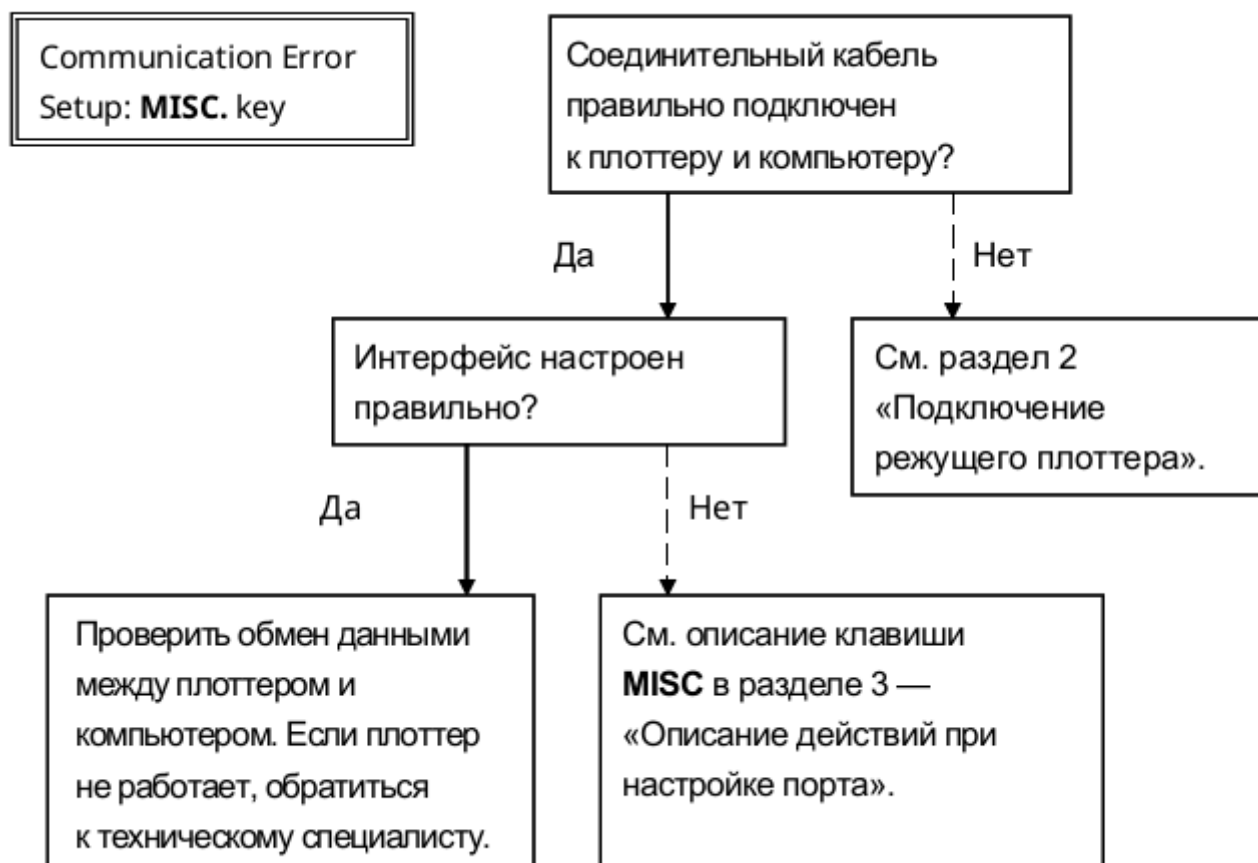 Communication Error
Setup: MISC. key
Соединительный кабель
правильно подключен
к плоттеру и компьютеру?
Да
Нет
Интерфейс настроен
правильно?
См. раздел 2
«Подключение
режущего плоттера».
Да
Нет
Проверить обмен данными
между плоттером и
компьютером. Если плоттер
не работает, обратиться
к техническому специалисту.
См. описание клавиши
MISC в разделе 3 —
«Описание действий при
настройке порта».